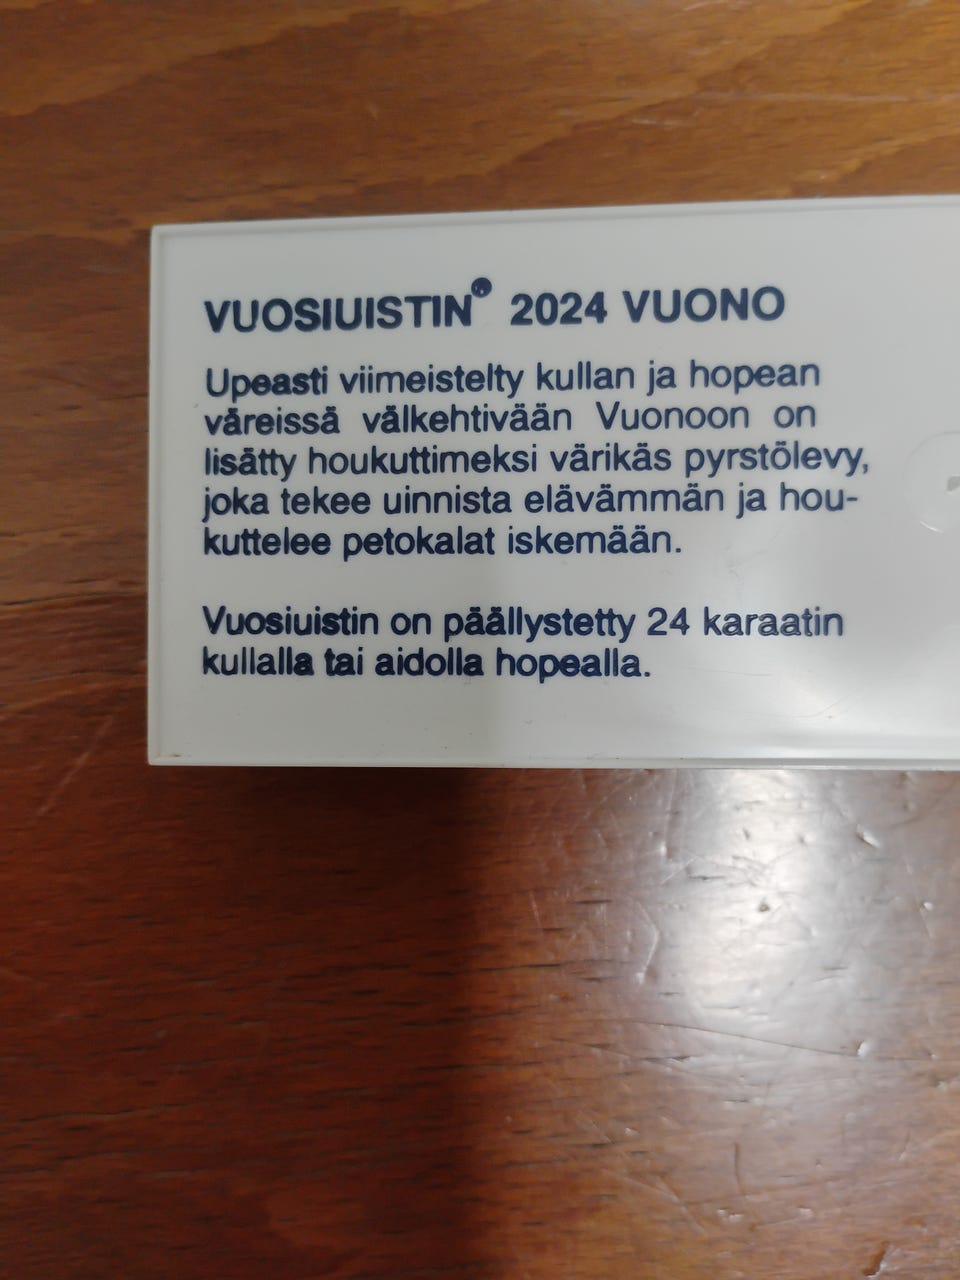 VUOSIUISTIN® 2024 VUONO
Upeasti viimeistelty kullan ja hopean
väreissä välkehtivään Vuonoon on
lisätty houkuttimeksi värikäs pyrstölevy,
joka tekee uinnista elävämmän ja hou-
kuttelee petokalat iskemään.
Vuosiuistin on päällystetty 24 karaatin
kullalla tai aidolla hopealla.